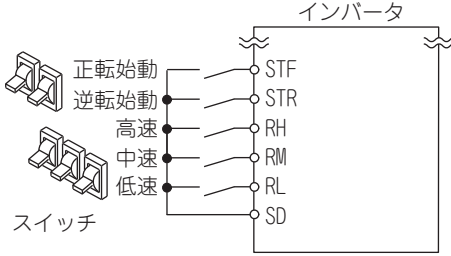 インバータ
正転始動 STF
逆転始動 STR
高速 RH
中速 RM
低速 RL
SD
スイッチ